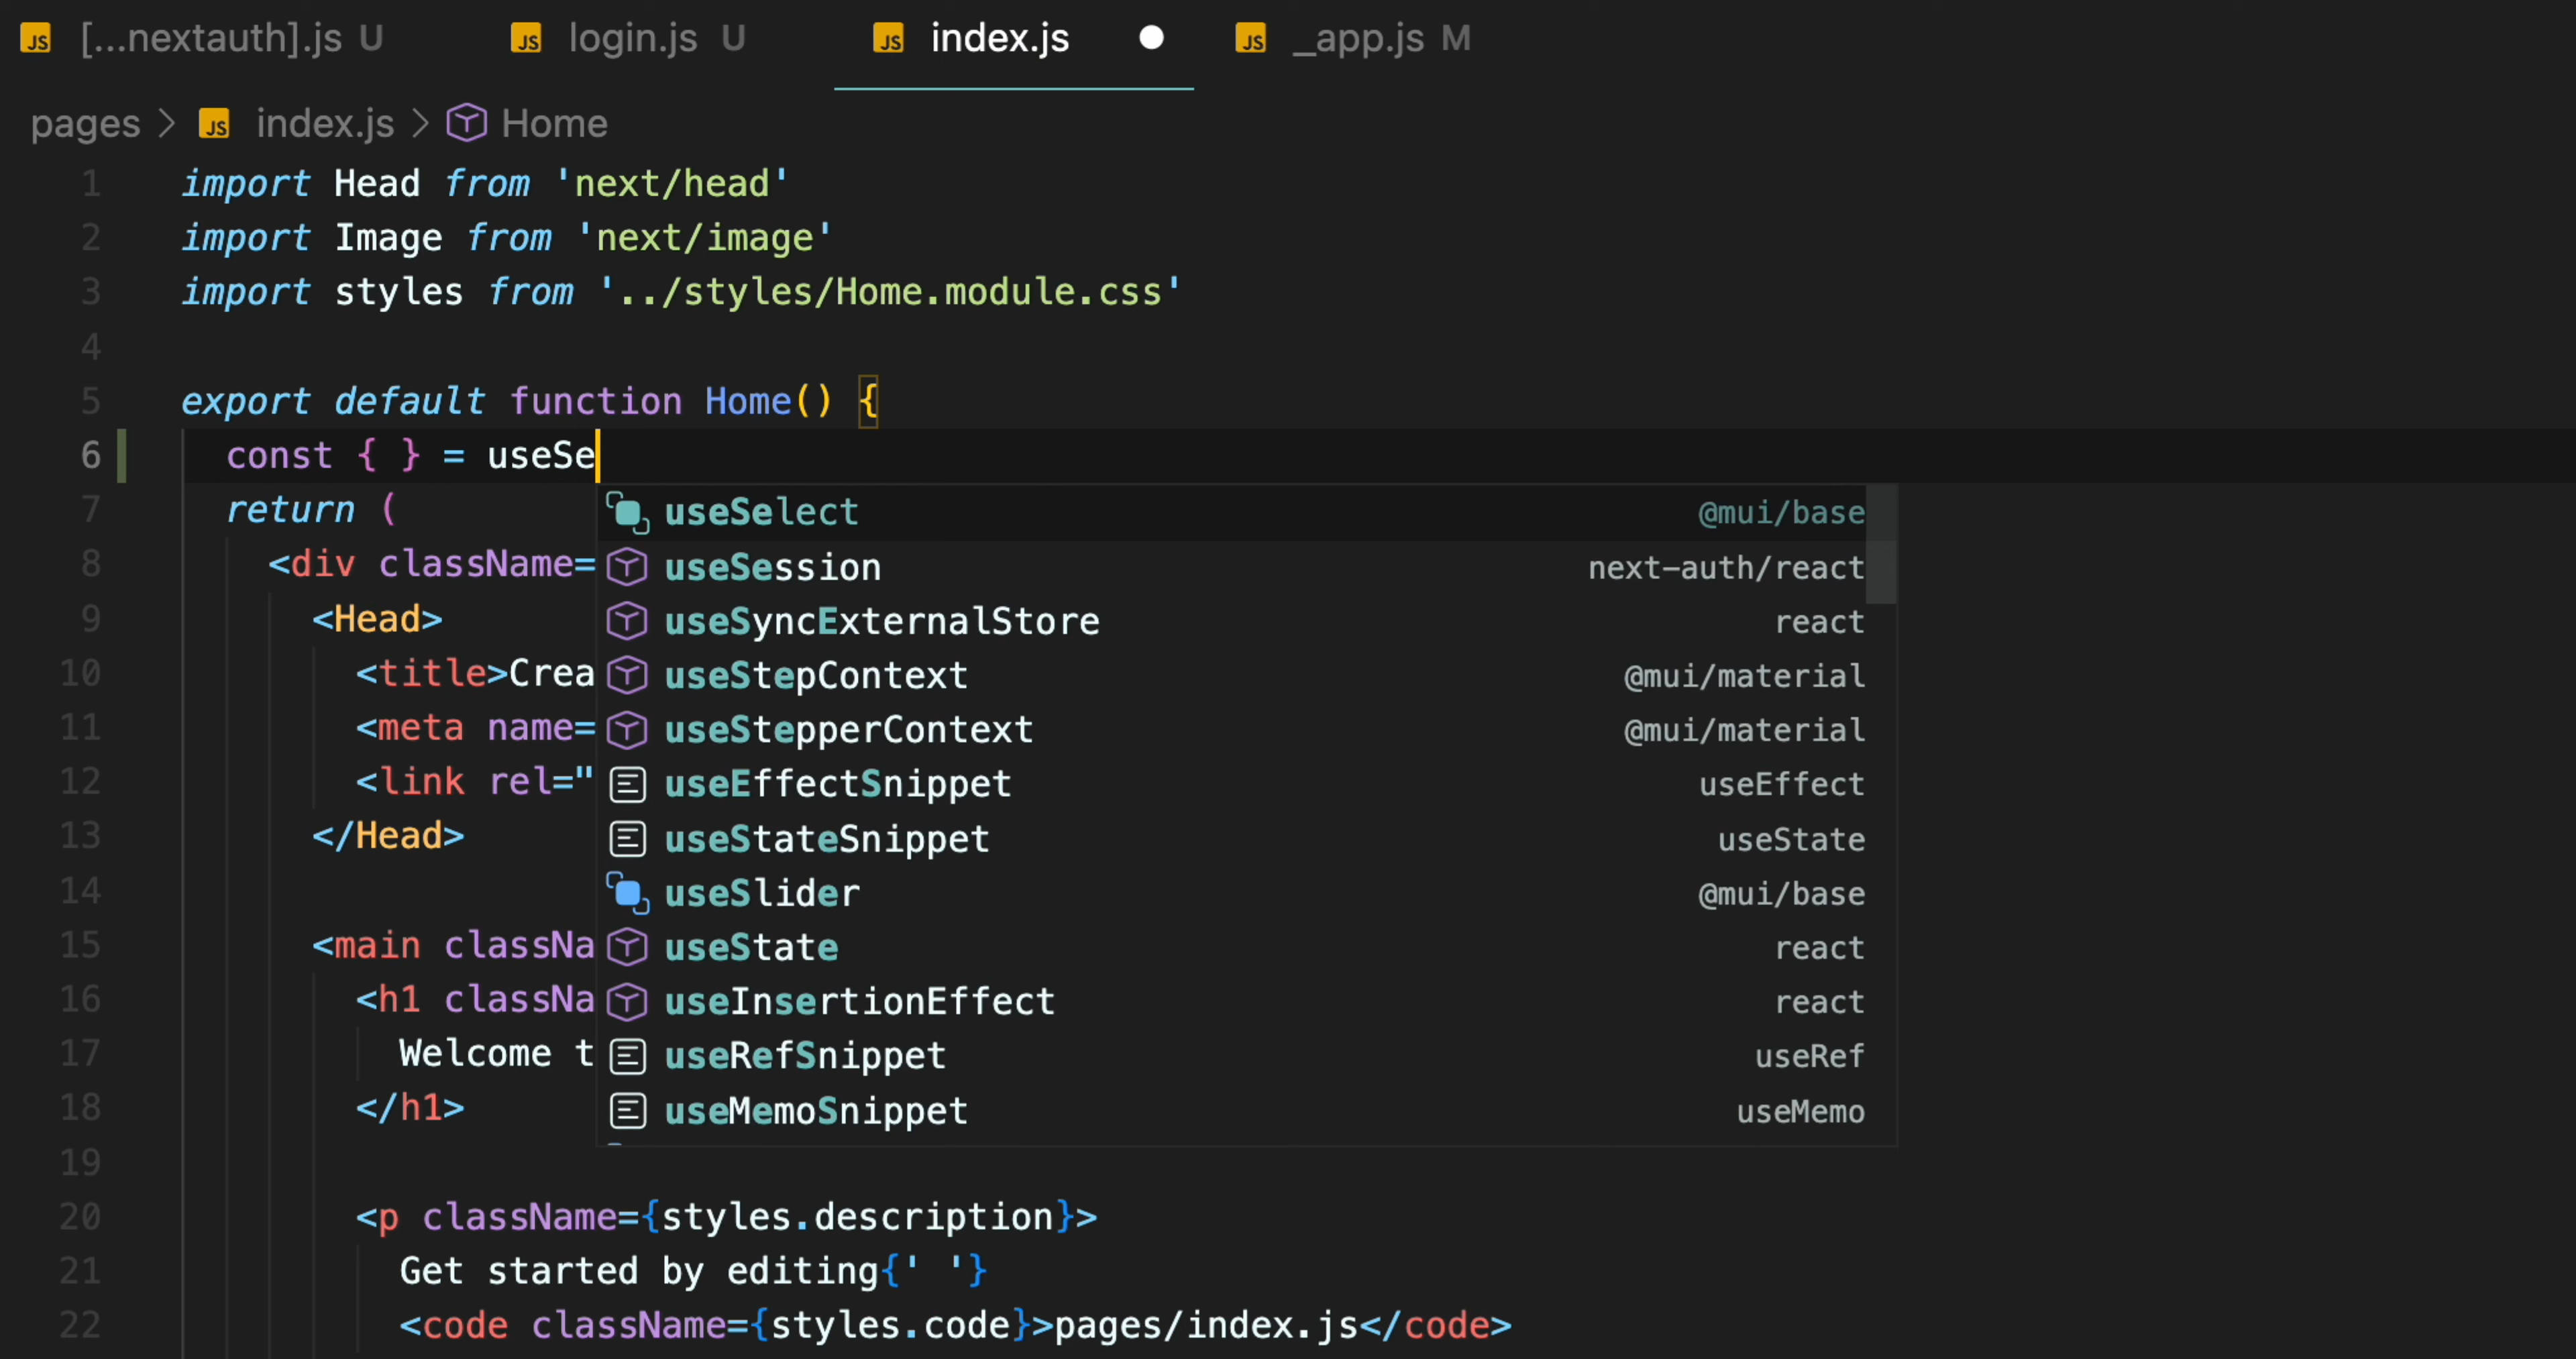 [...nextauth].js U login.js U index.js _app.js M
pages > index.js > Home
1 import Head from 'next/head'
2 import Image from 'next/image'
3 import styles from '../styles/Home.module.css'
4
5 export default function Home() {
6 const { } = useSe
7 return (
useSelect @mui/base
8 <div className=
useSession next-auth/react
9 <Head>
useSyncExternalStore react
10 <title>Crea
useStepContext @mui/material
11 <meta name=
useStepperContext @mui/material
12 <link rel="
useEffectSnippet useEffect
13 </Head>
useStateSnippet useState
14
useSlider @mui/base
15 <main classNa
useState react
16 <h1 classNa
useInsertionEffect react
17 Welcome t
useRefSnippet useRef
18 </h1>
useMemoSnippet useMemo
19
20 <p className={styles.description}>
21 Get started by editing{' '}
22 <code className={styles.code}>pages/index.js</code>